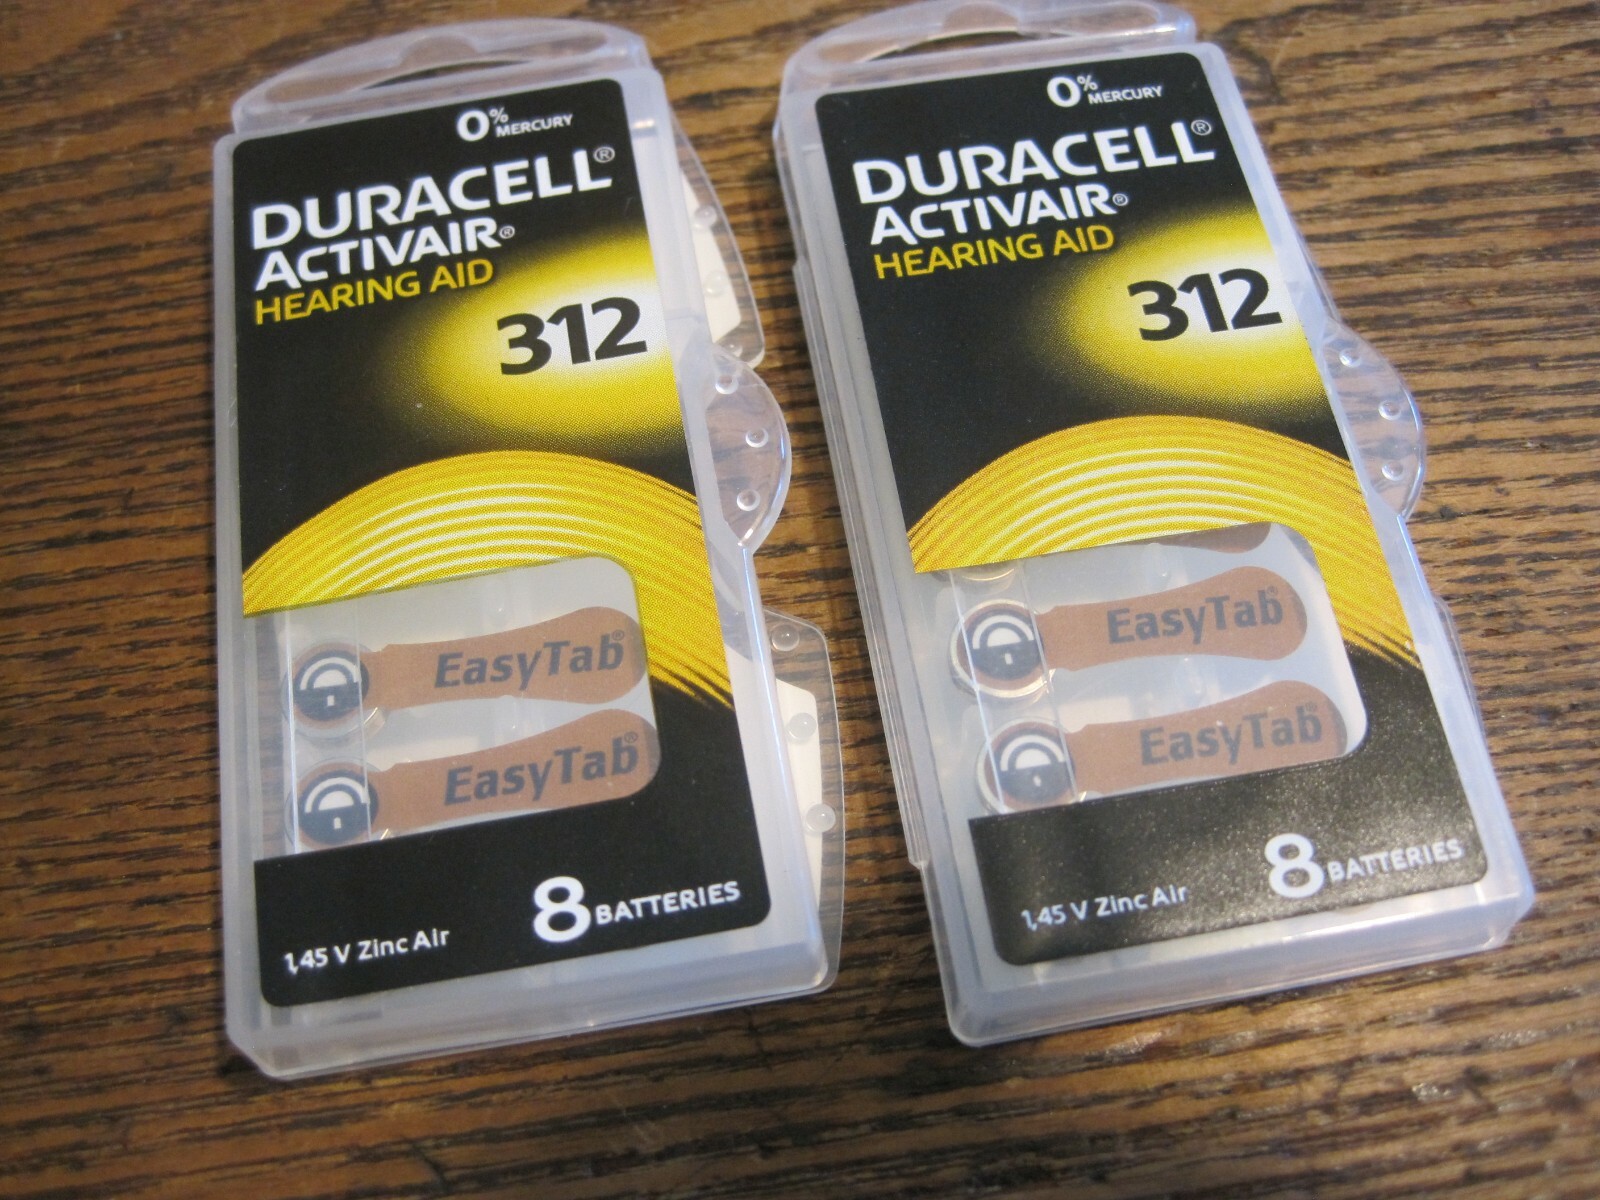 0% MERCURY
DURACELL®
ACTIVAIR®
HEARING AID
312
EasyTab®
EasyTab®
8 BATTERIES
1,45 V Zinc Air
0% MERCURY
DURACELL®
ACTIVAIR®
HEARING AID
312
EasyTab®
EasyTab®
8 BATTERIES
1,45 V Zinc Air